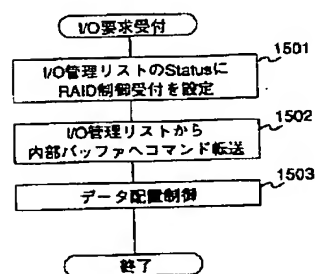 I/O要求受付
1501
I/O管理リストのStatusに
RAID制御受付を設定
1502
I/O管理リストから
内部バッファへコマンド転送
1503
データ配置制御
終了